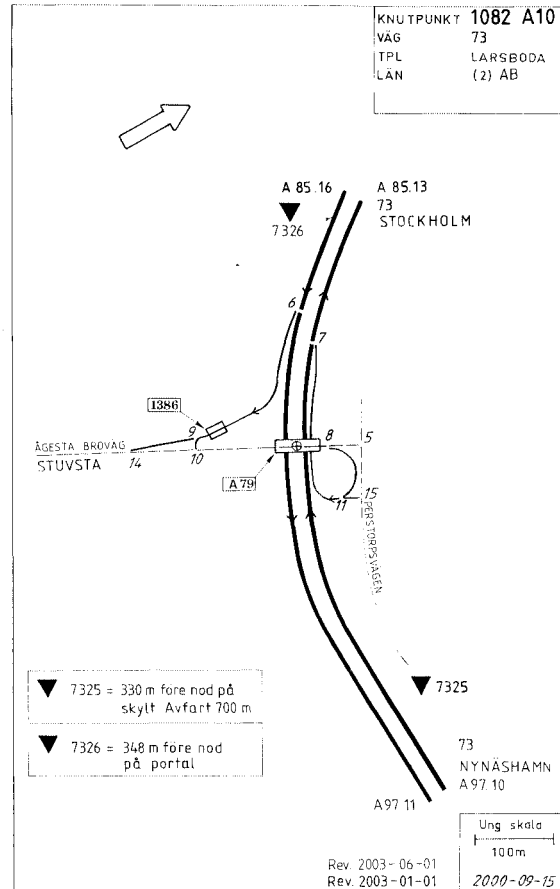 KNUTPUNKT 1082 A10
VÄG 73
TPL LARSBODA
LÄN (2) AB
A 85.16
A 85.13
7326
73
STOCKHOLM
6
7
1386
9
8
5
ÅGESTA BROVÄG
STUVSTA
14
10
A 79
11
15
PERSTORPSVÄGEN
7325 = 330 m före nod på
skylt Avfart 700 m
7325
7326 = 348 m före nod
på portal
73
NYNÄSHAMN
A 97.10
A 97.11
Ung skala
100m
Rev. 2003-06-01
Rev. 2003-01-01
2000-09-15